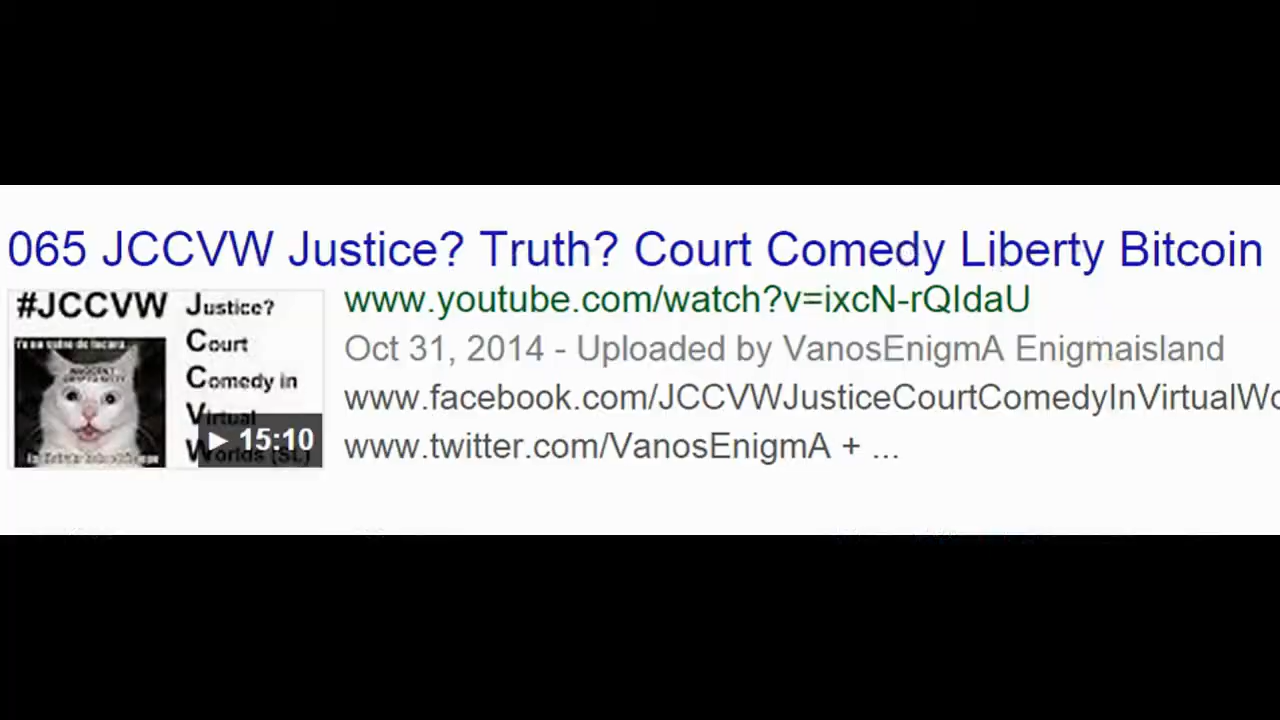 065 JCCVW Justice? Truth? Court Comedy Liberty Bitcoin
#JCCVW
Justice?
Court
Comedy in
Virtual
Worlds (SL)
15:10
www.youtube.com/watch?v=ixcN-rQIdaU
Oct 31, 2014 - Uploaded by VanosEnigmA Enigmaisland
www.facebook.com/JCCVWJusticeCourtComedyInVirtualWo
www.twitter.com/VanosEnigmA + ...